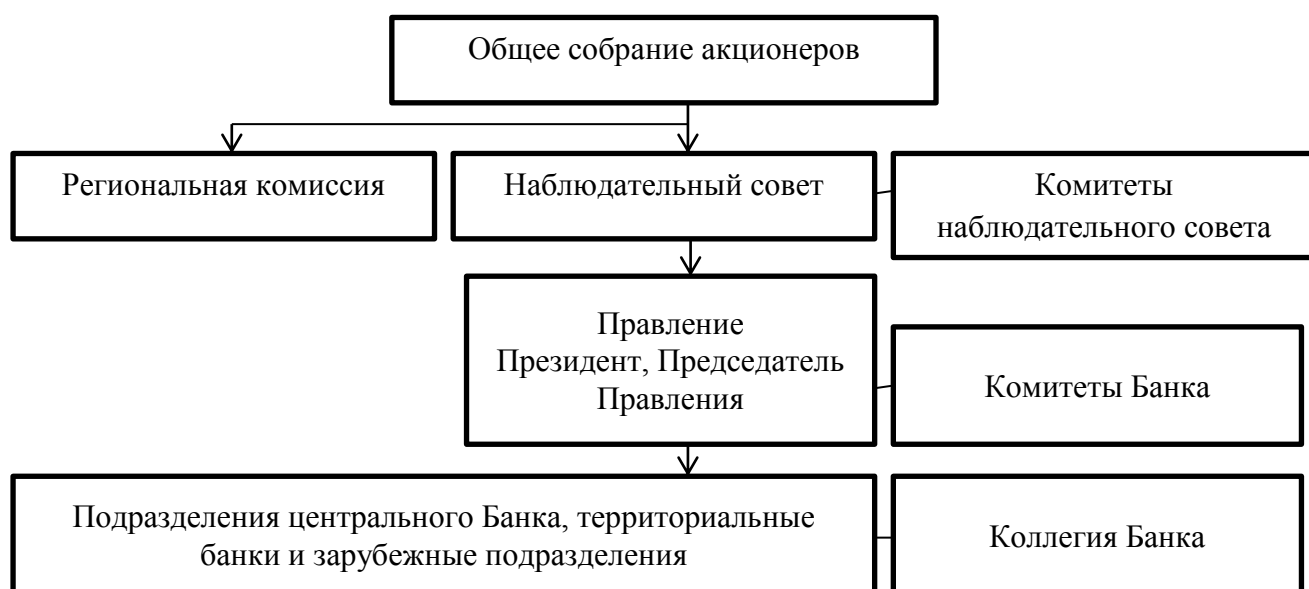 Общее собрание акционеров
Региональная комиссия
Наблюдательный совет
Комитеты
наблюдательного совета
Правление
Президент, Председатель
Правления
Комитеты Банка
Подразделения центрального Банка, территориальные
банки и зарубежные подразделения
Коллегия Банка